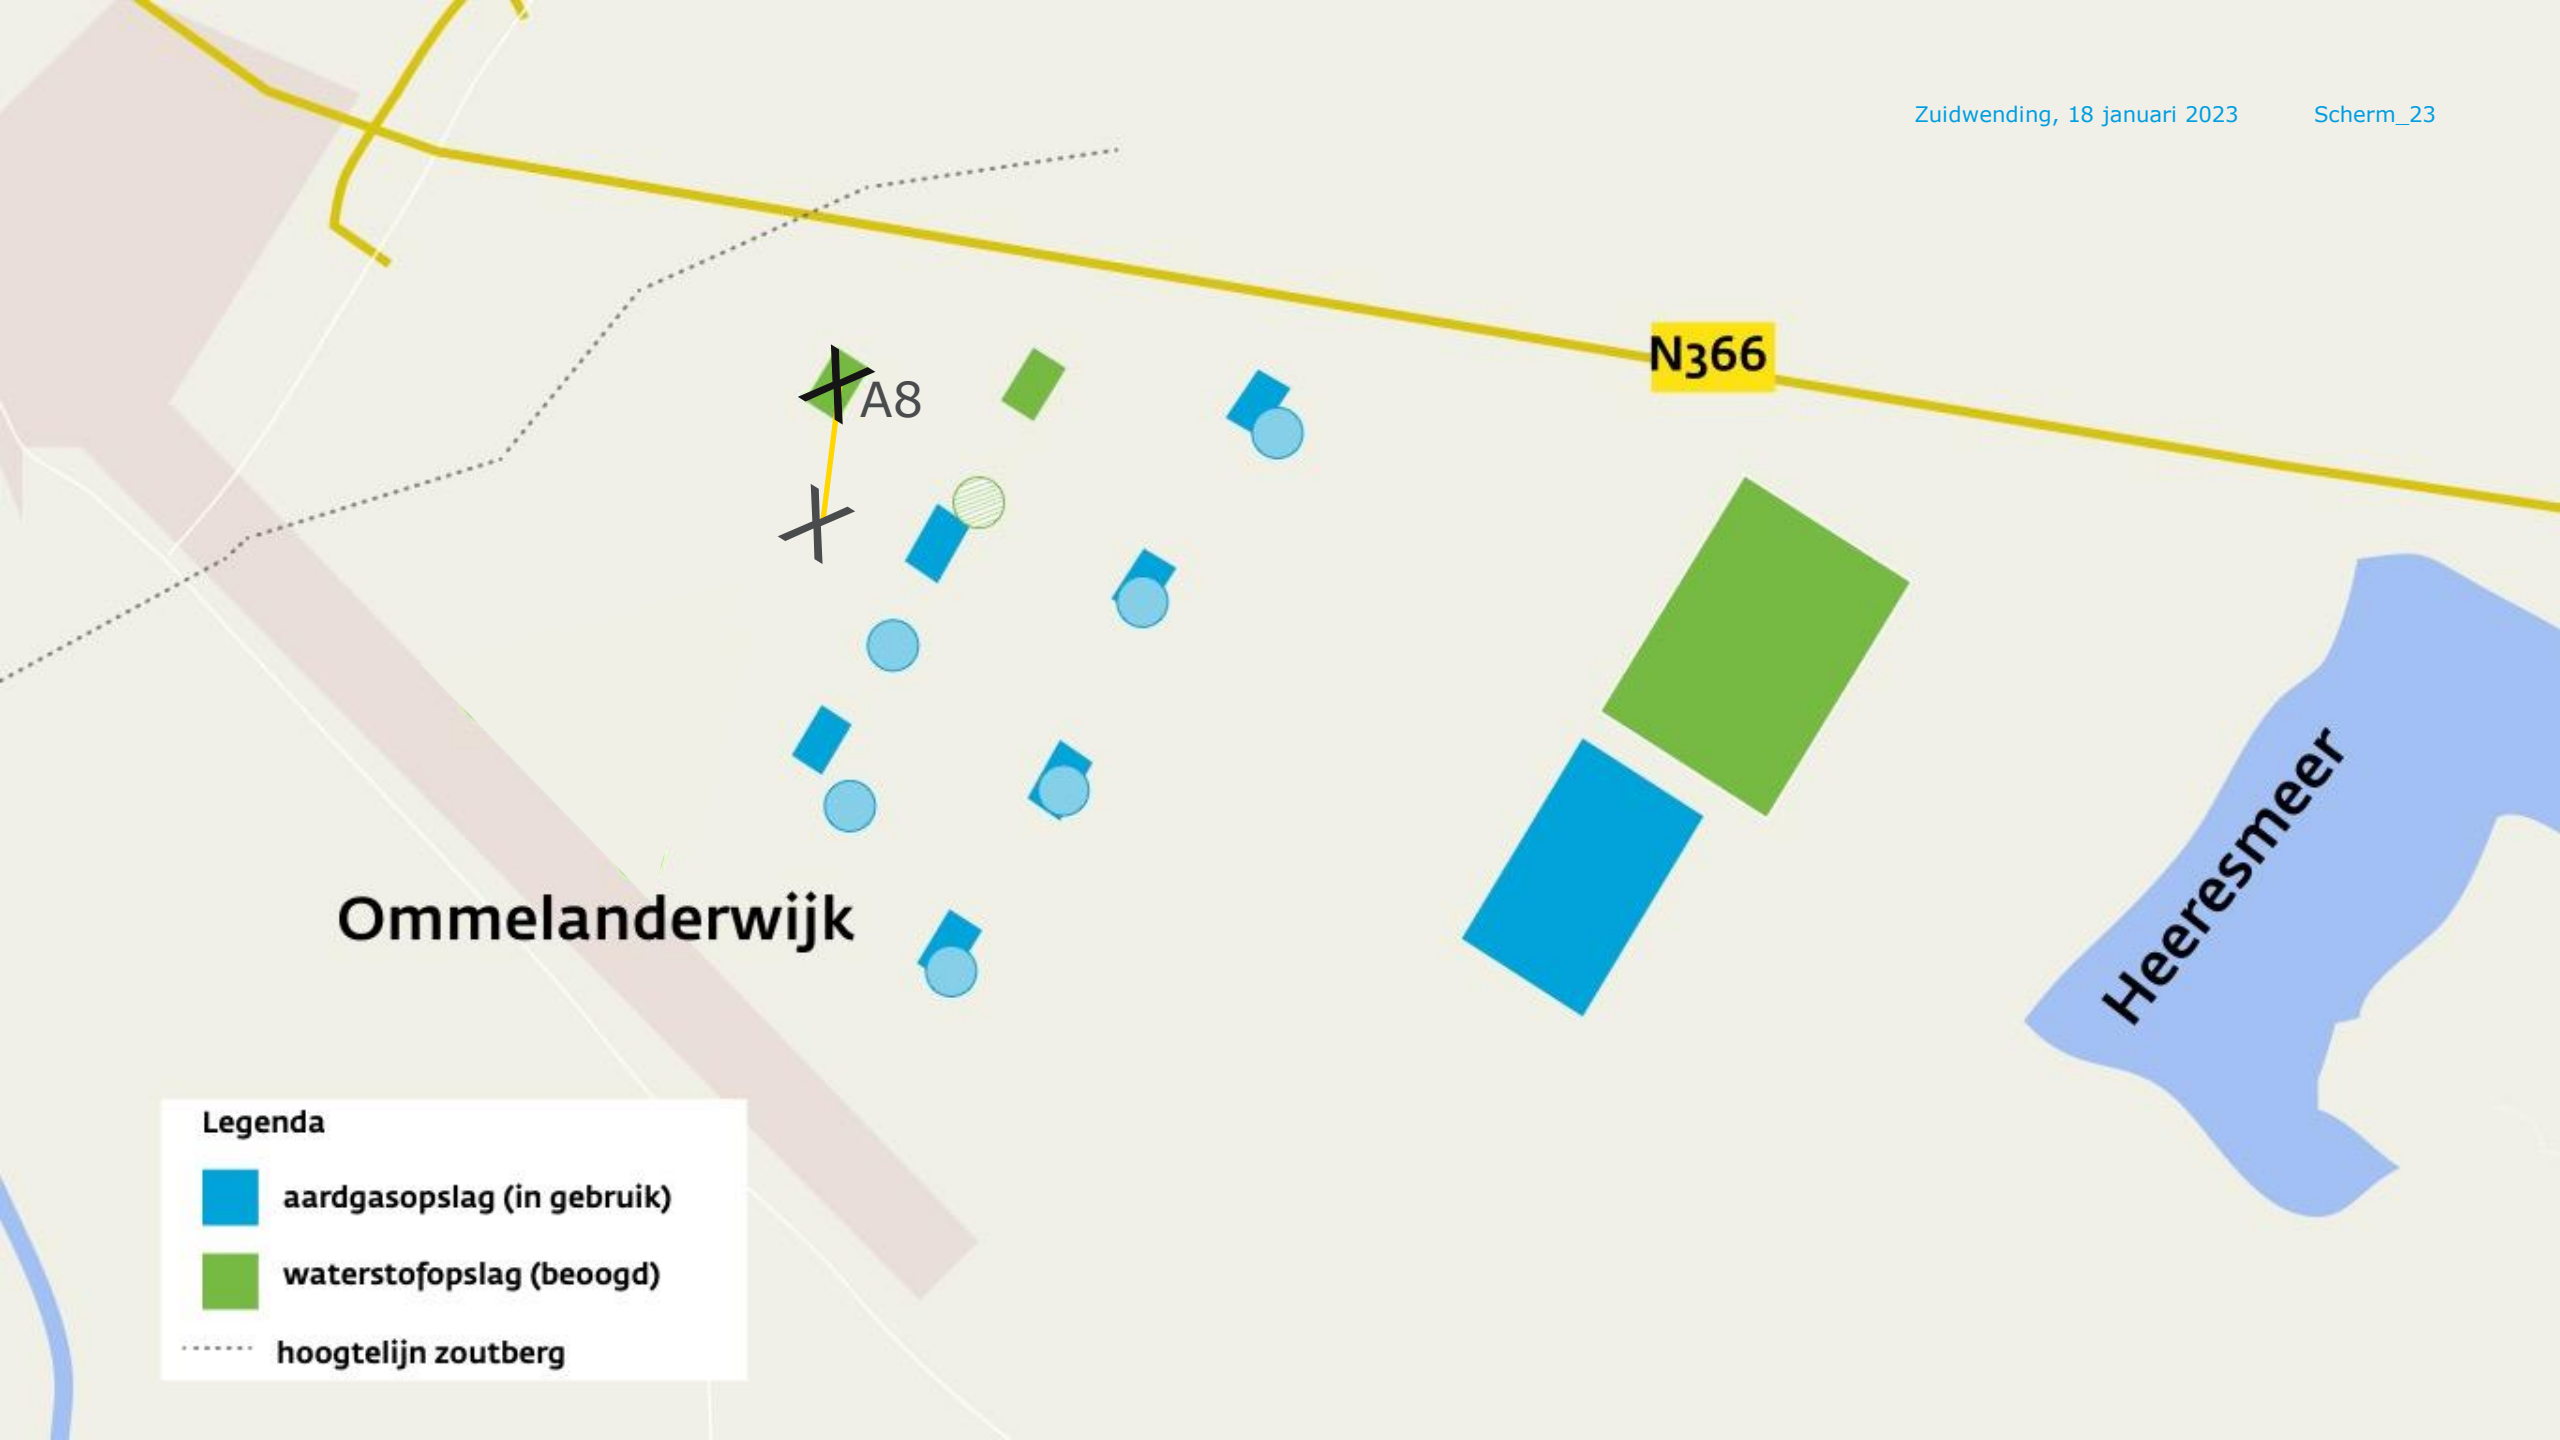 Zuidwending, 18 januari 2023 Scherm_23
N366
A8
Heeresmeer
Ommelanderwijk
Legenda
aardgasopslag (in gebruik)
waterstofopslag (beoogd)
hoogtelijn zoutberg